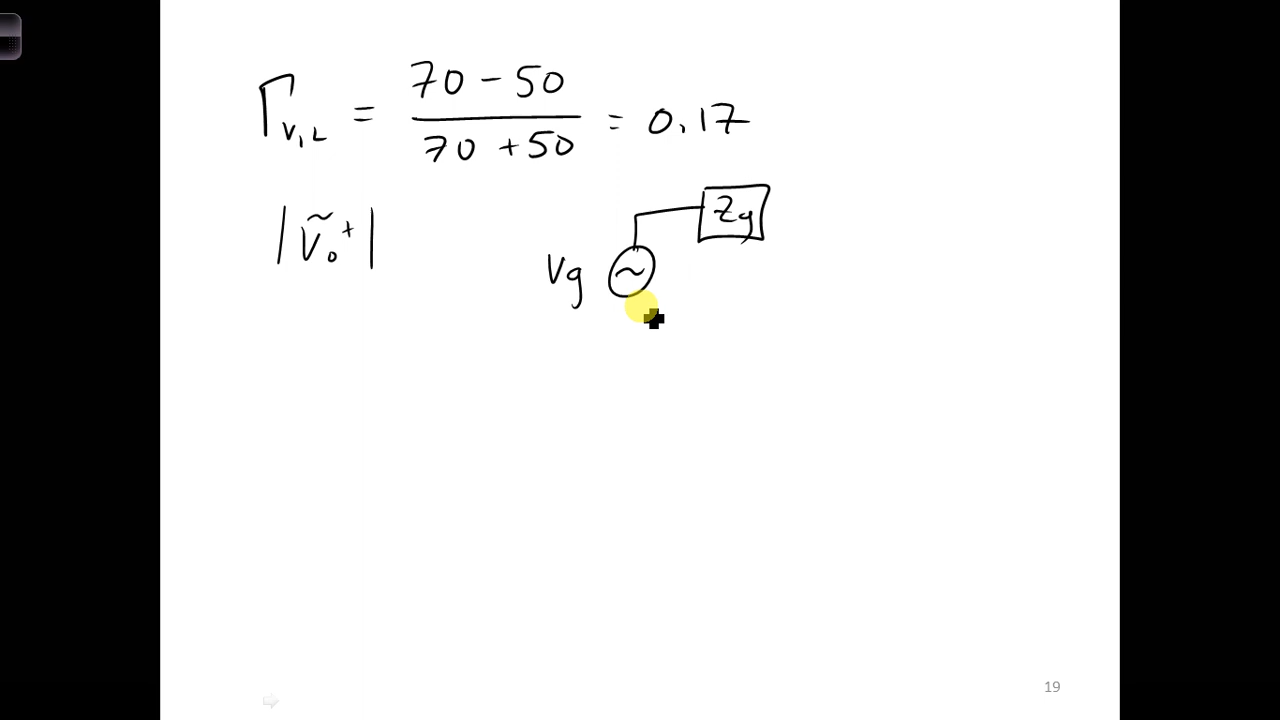 Γv,L = 70 - 50 / 70 + 50 = 0.17
|Ṽ₀⁺|
Zg
Vg ~
19